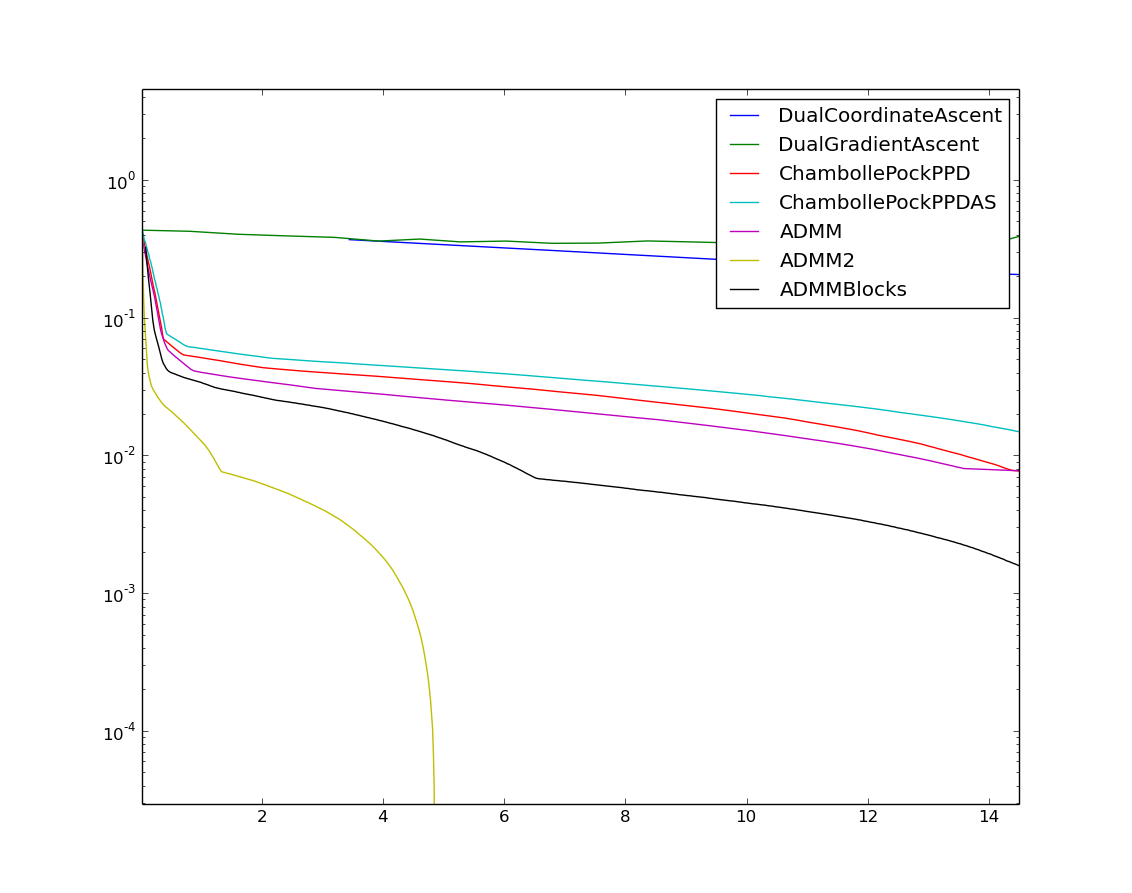 DualCoordinateAscent
DualGradientAscent
ChambollePockPPD
ChambollePockPPDAS
ADMM
ADMM2
ADMMBlocks
10^0
10^-1
10^-2
10^-3
10^-4
2 4 6 8 10 12 14